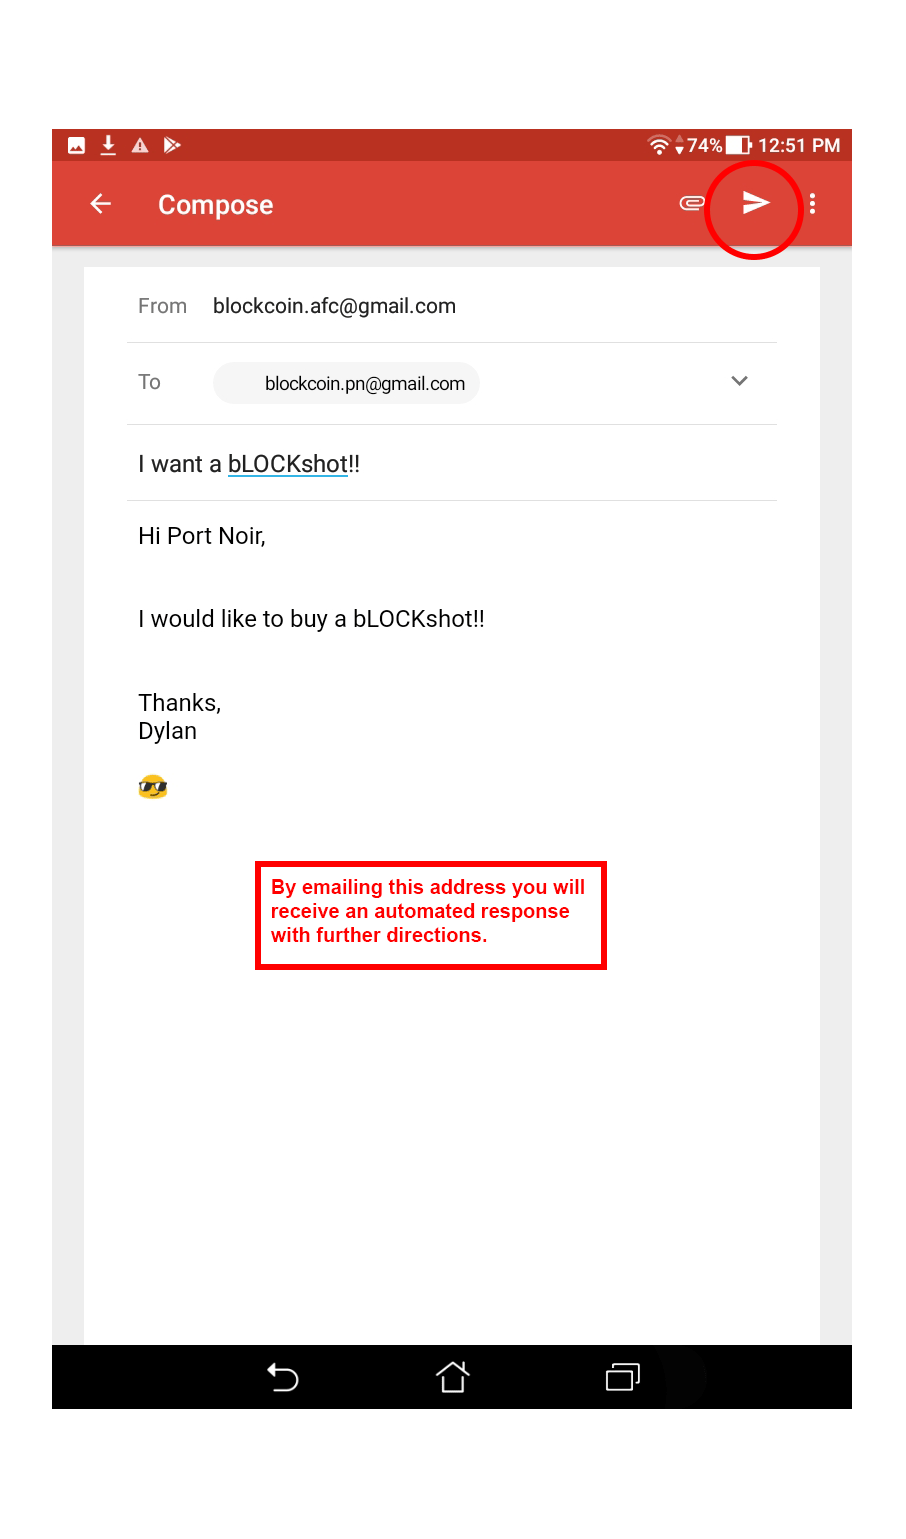 74% 12:51 PM
Compose
From blockcoin.afc@gmail.com
To blockcoin.pn@gmail.com
I want a bLOCKshot!!
Hi Port Noir,
I would like to buy a bLOCKshot!!
Thanks,
Dylan
😎
By emailing this address you will
receive an automated response
with further directions.